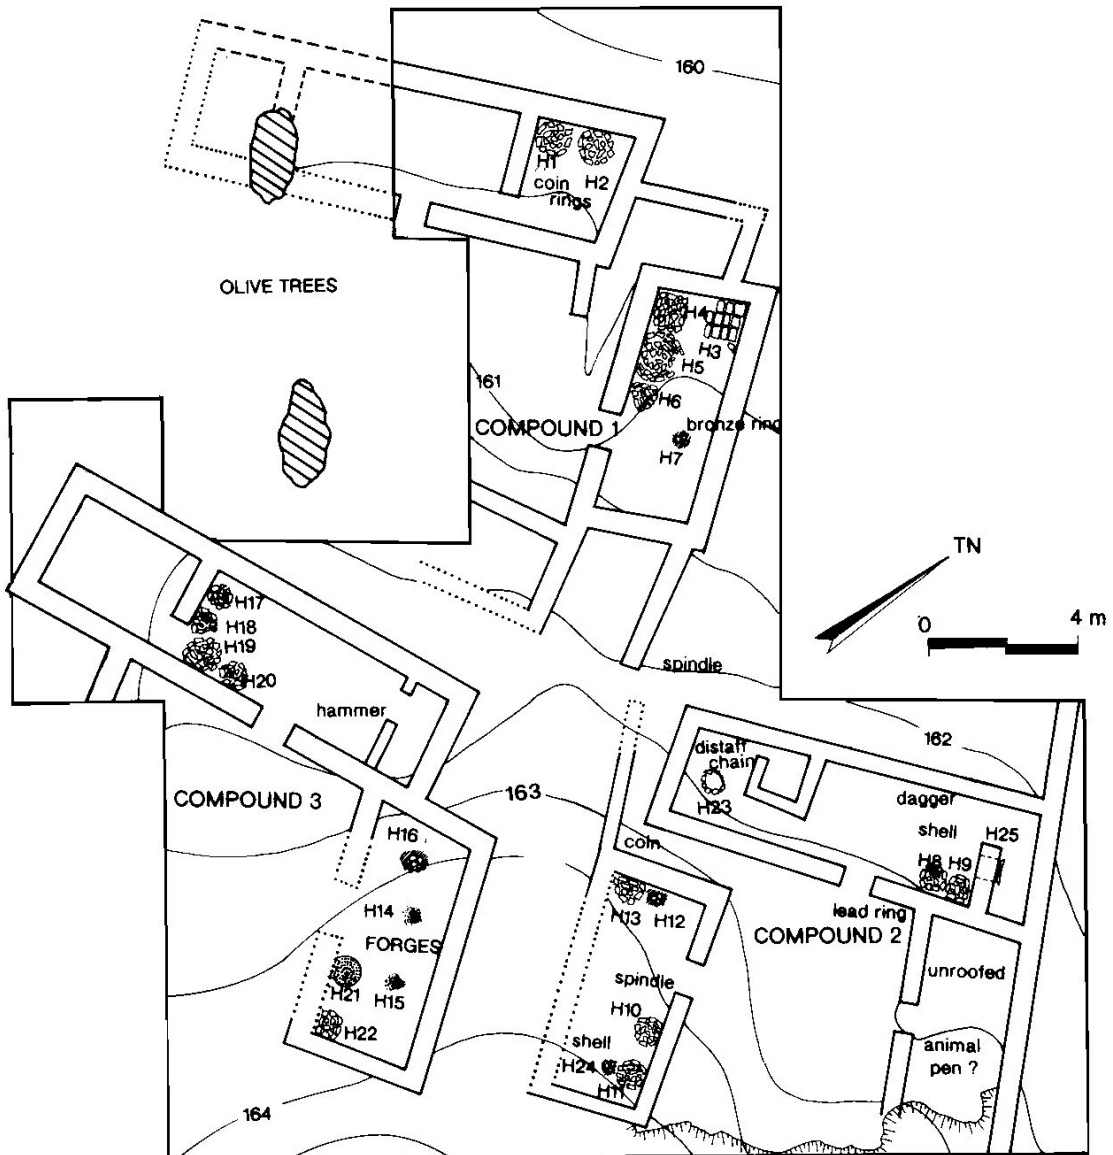 160
H1
H2
coin
rings
OLIVE TREES
H4
H3
H5
161
H6
COMPOUND 1
bronze ring
H7
TN
H17
0
4 m
H18
H19
spindle
H20
hammer
162
distaff
chain
163
COMPOUND 3
H23
dagger
H16
coin
shell
H25
H8
H9
H14
H13
H12
lead ring
FORGES
COMPOUND 2
H21
H15
spindle
unroofed
H10
H22
shell
animal
H24
pen ?
H11
164